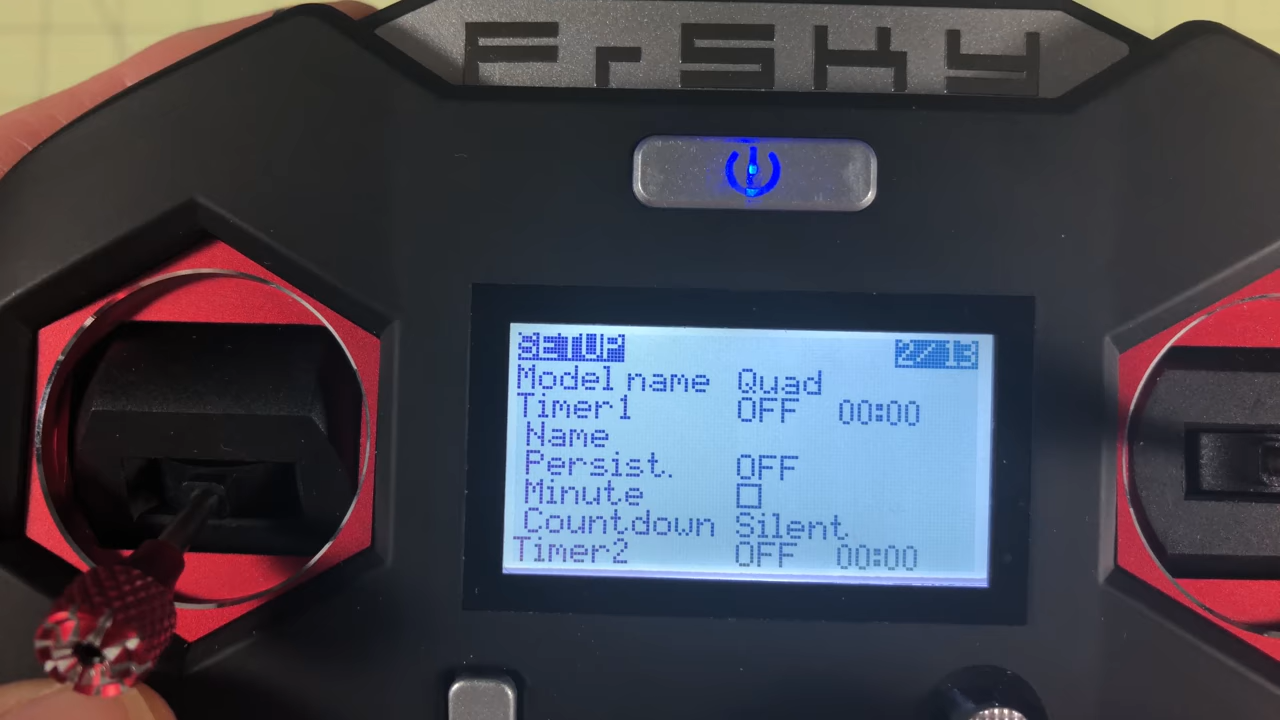 FrSKY
SETUP 2/13
Model name Quad
Timer1 OFF 00:00
Name
Persist. OFF
Minute
Countdown Silent
Timer2 OFF 00:00